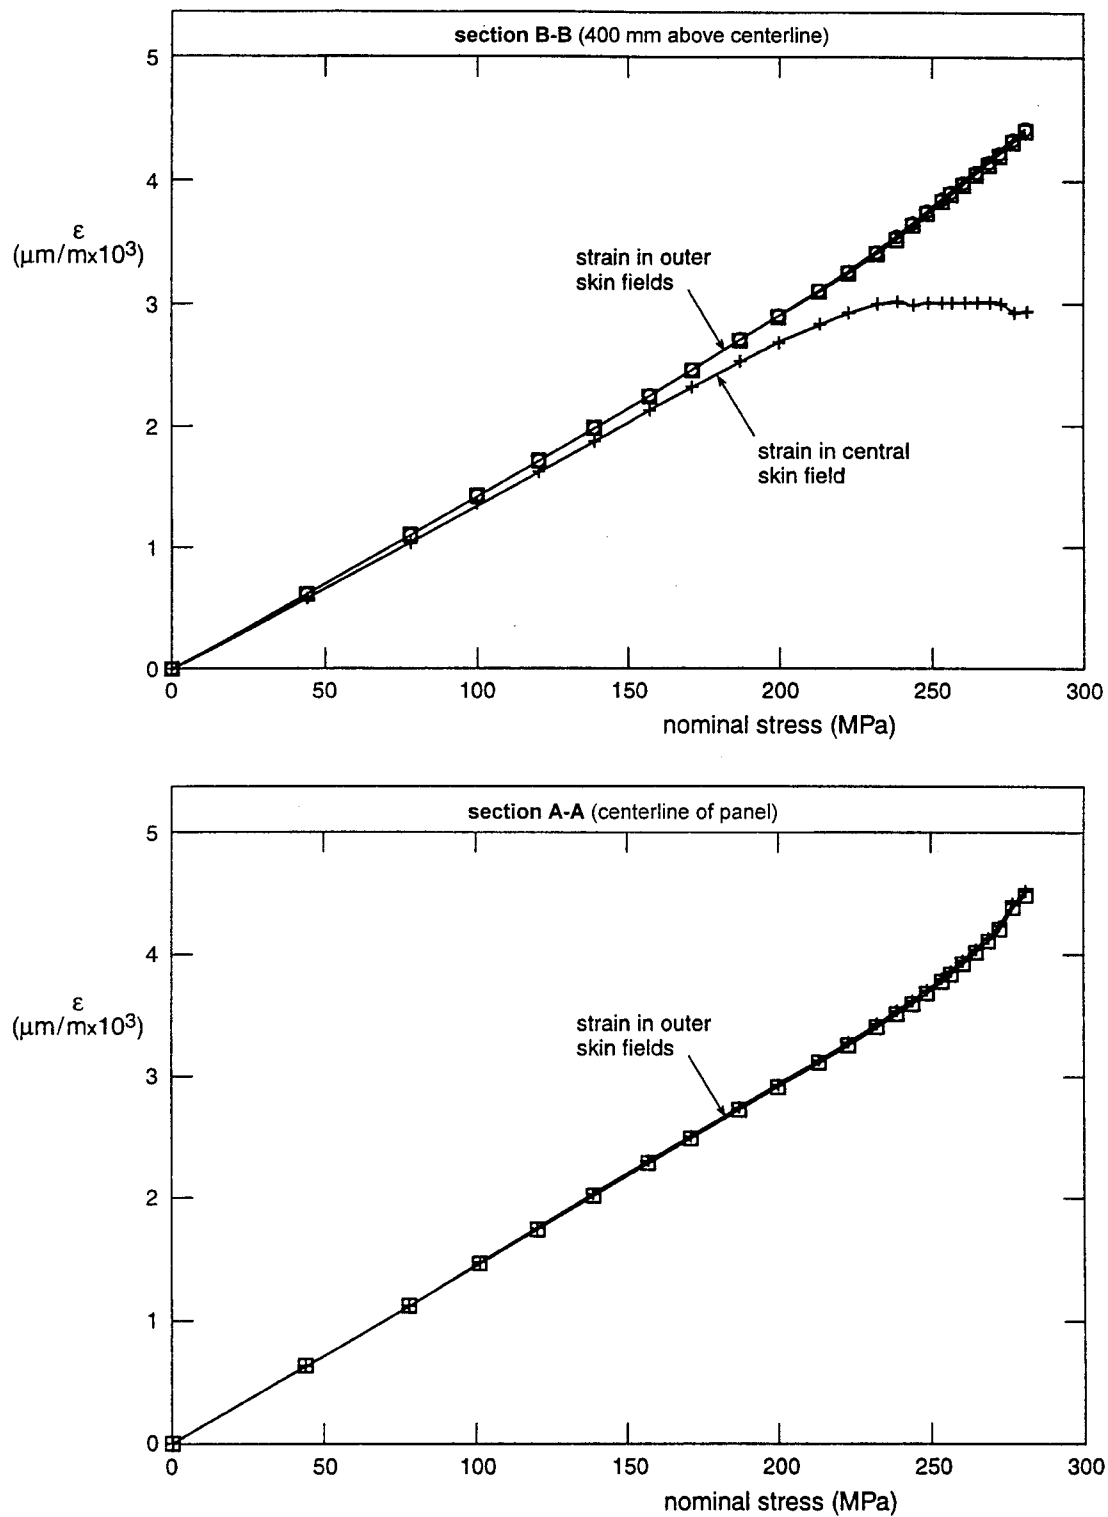 section B-B (400 mm above centerline)
5
4
ε
(μm/mx10³)
3
2
1
0
strain in outer
skin fields
strain in central
skin field
0 50 100 150 200 250 300
nominal stress (MPa)
section A-A (centerline of panel)
5
4
ε
(μm/mx10³)
3
2
1
0
strain in outer
skin fields
0 50 100 150 200 250 300
nominal stress (MPa)